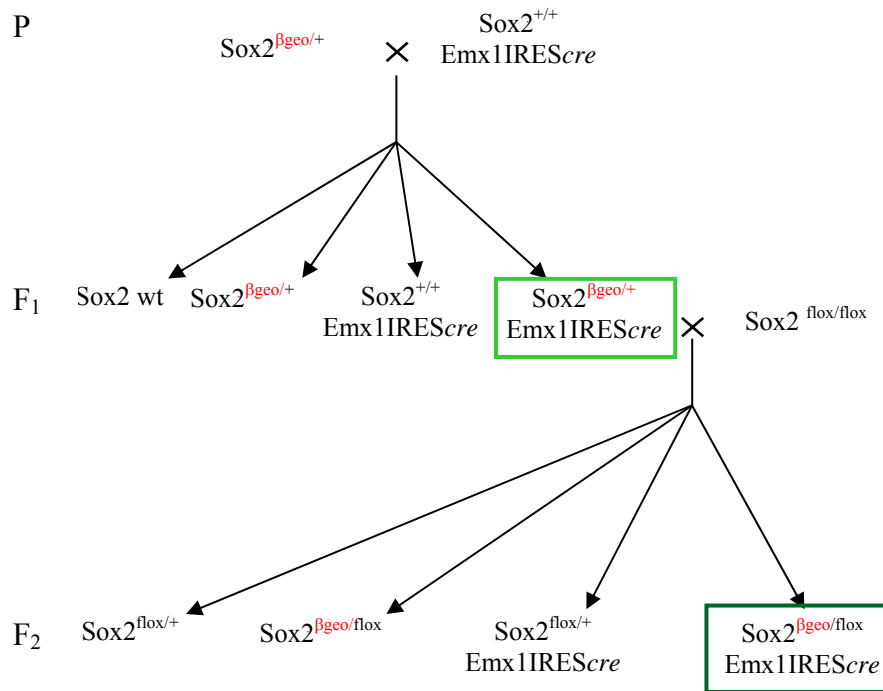 P
Sox2βgeo/+
×
Sox2+/+
Emx1IREScre
F1
Sox2 wt
Sox2βgeo/+
Sox2+/+
Emx1IREScre
Sox2βgeo/+
Emx1IREScre
×
Sox2 flox/flox
F2
Sox2flox/+
Sox2βgeo/flox
Sox2flox/+
Emx1IREScre
Sox2βgeo/flox
Emx1IREScre